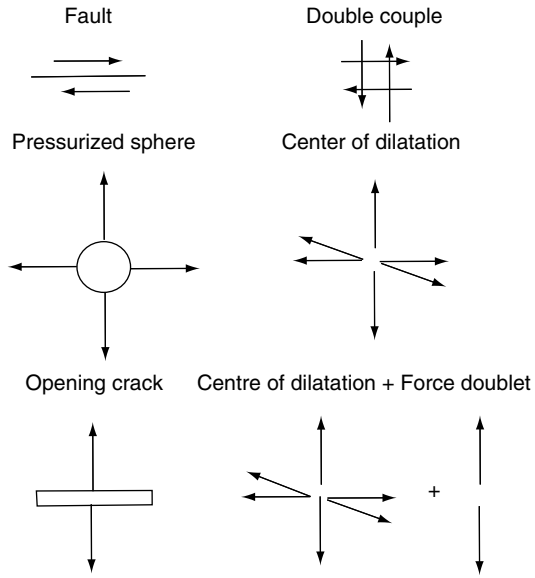 Fault
Double couple
Pressurized sphere
Center of dilatation
Opening crack
Centre of dilatation + Force doublet
+